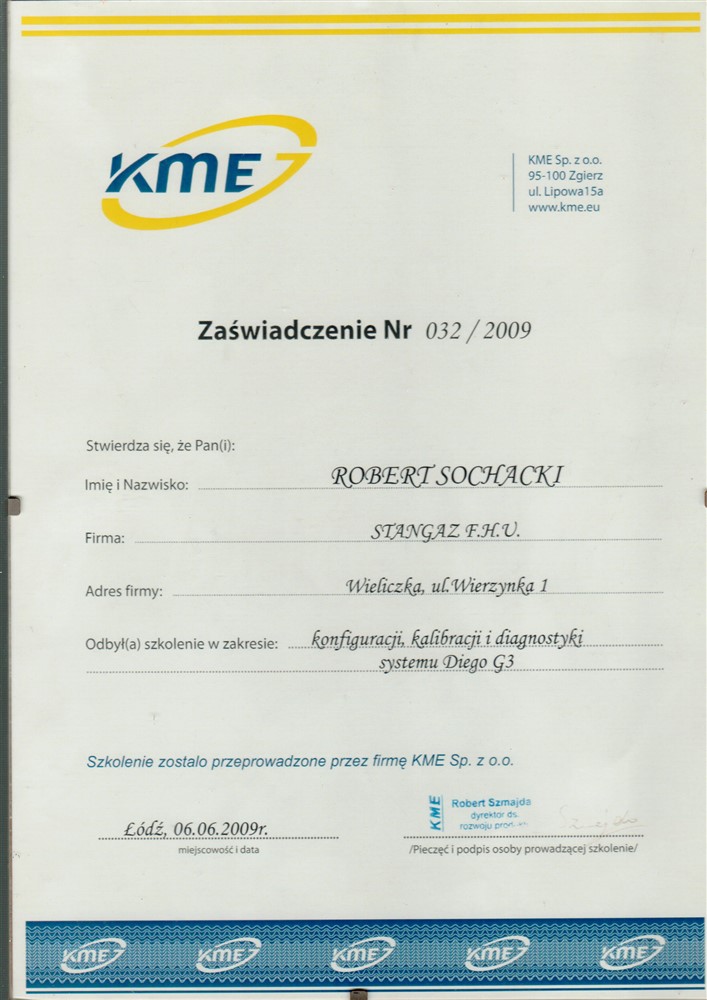 KME
KME Sp. z o.o.
95-100 Zgierz
ul. Lipowa15a
www.kme.eu
Zaświadczenie Nr 032 / 2009
Stwierdza się, że Pan(i):
Imię i Nazwisko: ROBERT SOCHACKI
Firma: STANGAZ F.H.U.
Adres firmy: Wieliczka, ul.Wierzynka 1
Odbył(a) szkolenie w zakresie: konfiguracji, kalibracji i diagnostyki
systemu Diego G3
Szkolenie zostalo przeprowadzone przez firmę KME Sp. z o.o.
KME
Robert Szmajda
dyrektor ds.
rozwoju
Łódź, 06.06.2009r.
miejscowość i data
/Pieczęć i podpis osoby prowadzącej szkolenie/
KME KME KME KME KME